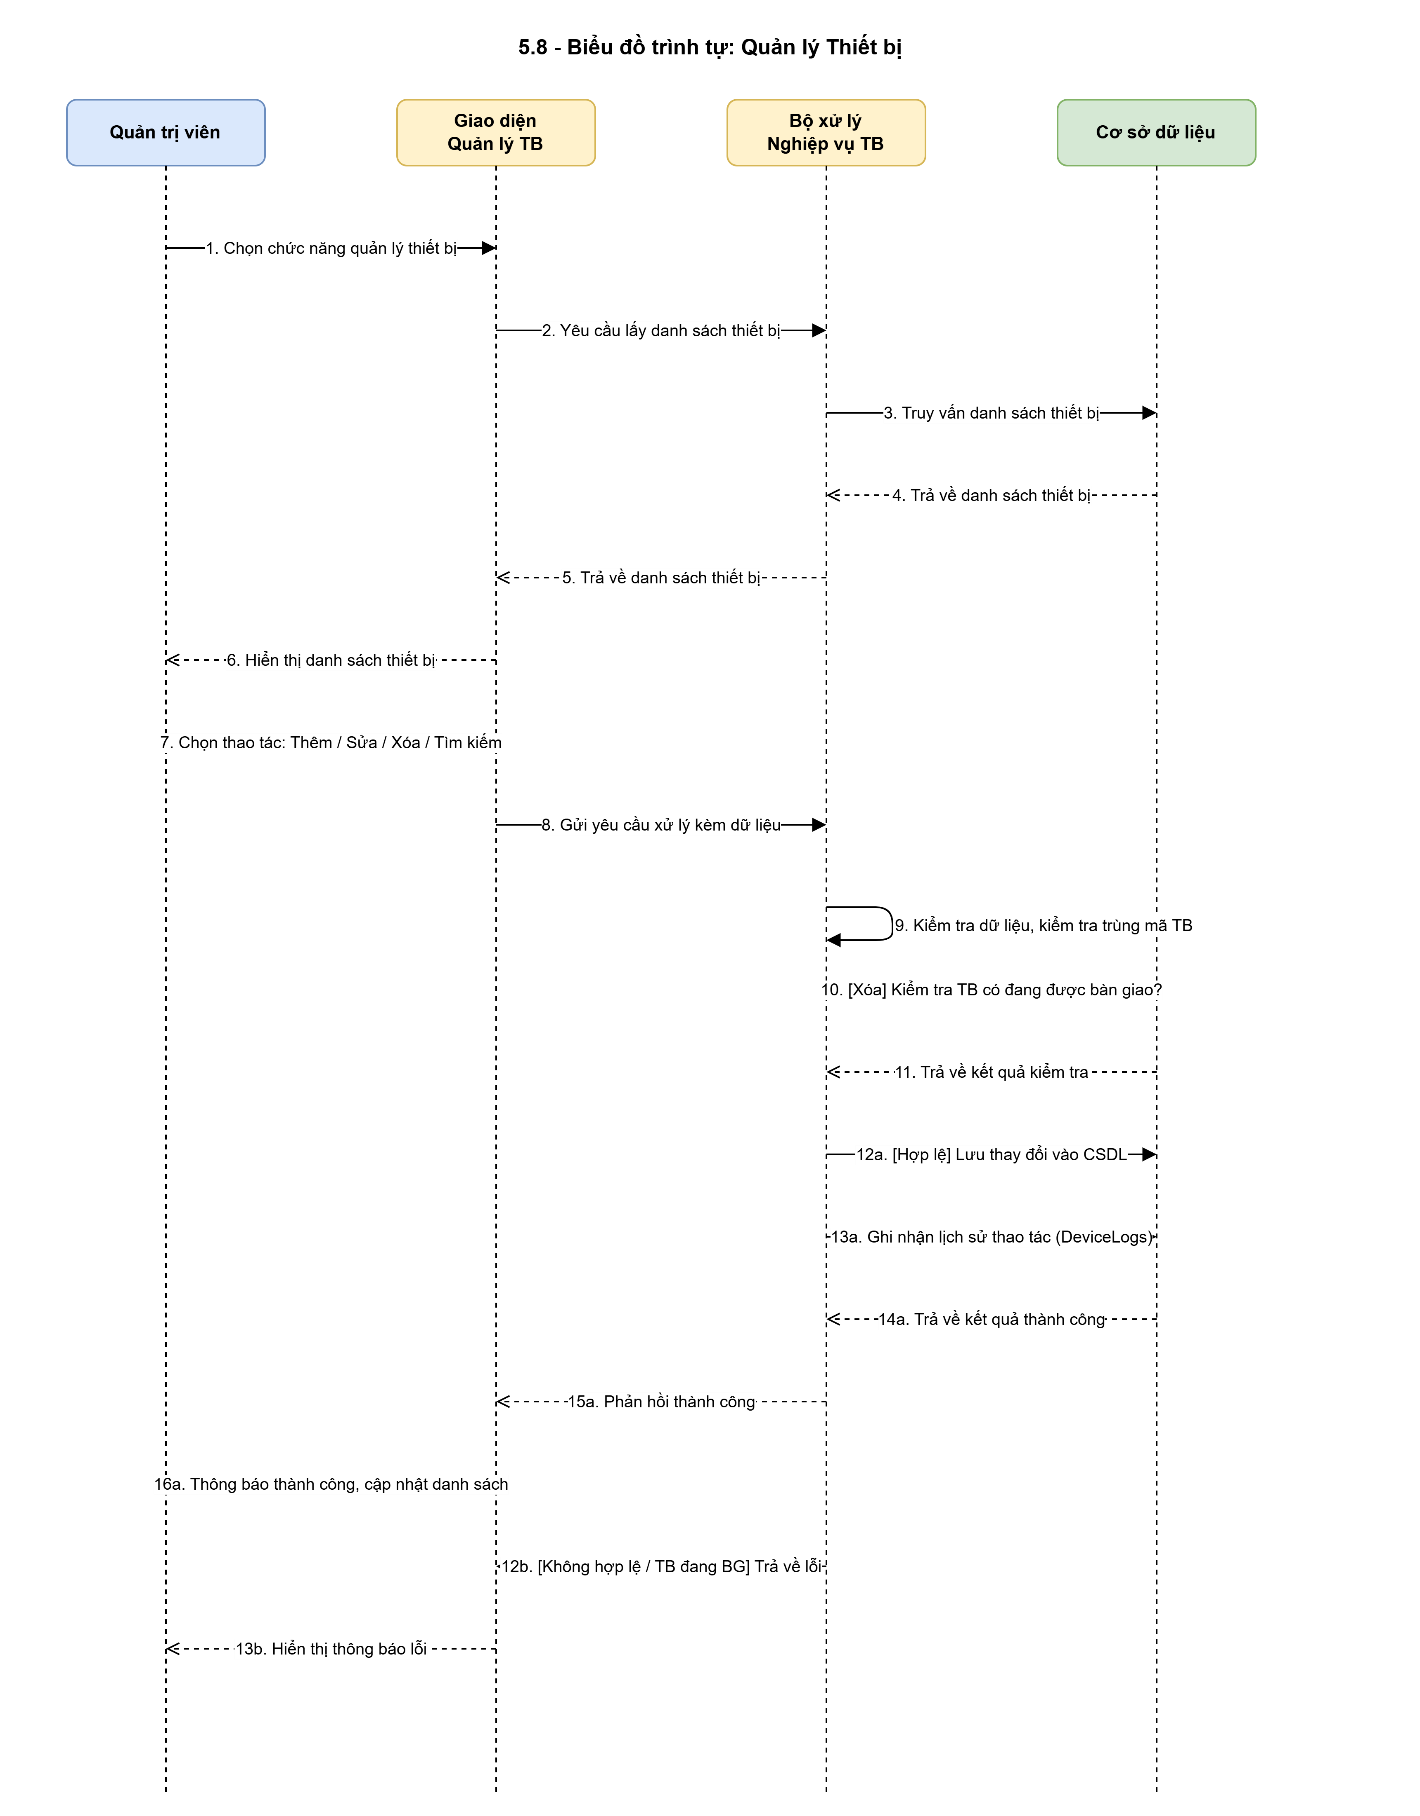 5.8 - Biểu đồ trình tự: Quản lý Thiết bị
Quản trị viên
Giao diện
Quản lý TB
Bộ xử lý
Nghiệp vụ TB
Cơ sở dữ liệu
1. Chọn chức năng quản lý thiết bị
2. Yêu cầu lấy danh sách thiết bị
3. Truy vấn danh sách thiết bị
4. Trả về danh sách thiết bị
5. Trả về danh sách thiết bị
6. Hiển thị danh sách thiết bị
7. Chọn thao tác: Thêm / Sửa / Xóa / Tìm kiếm
8. Gửi yêu cầu xử lý kèm dữ liệu
9. Kiểm tra dữ liệu, kiểm tra trùng mã TB
10. [Xóa] Kiểm tra TB có đang được bàn giao?
11. Trả về kết quả kiểm tra
12a. [Hợp lệ] Lưu thay đổi vào CSDL
13a. Ghi nhận lịch sử thao tác (DeviceLogs)
14a. Trả về kết quả thành công
15a. Phản hồi thành công
16a. Thông báo thành công, cập nhật danh sách
12b. [Không hợp lệ / TB đang BG] Trả về lỗi
13b. Hiển thị thông báo lỗi